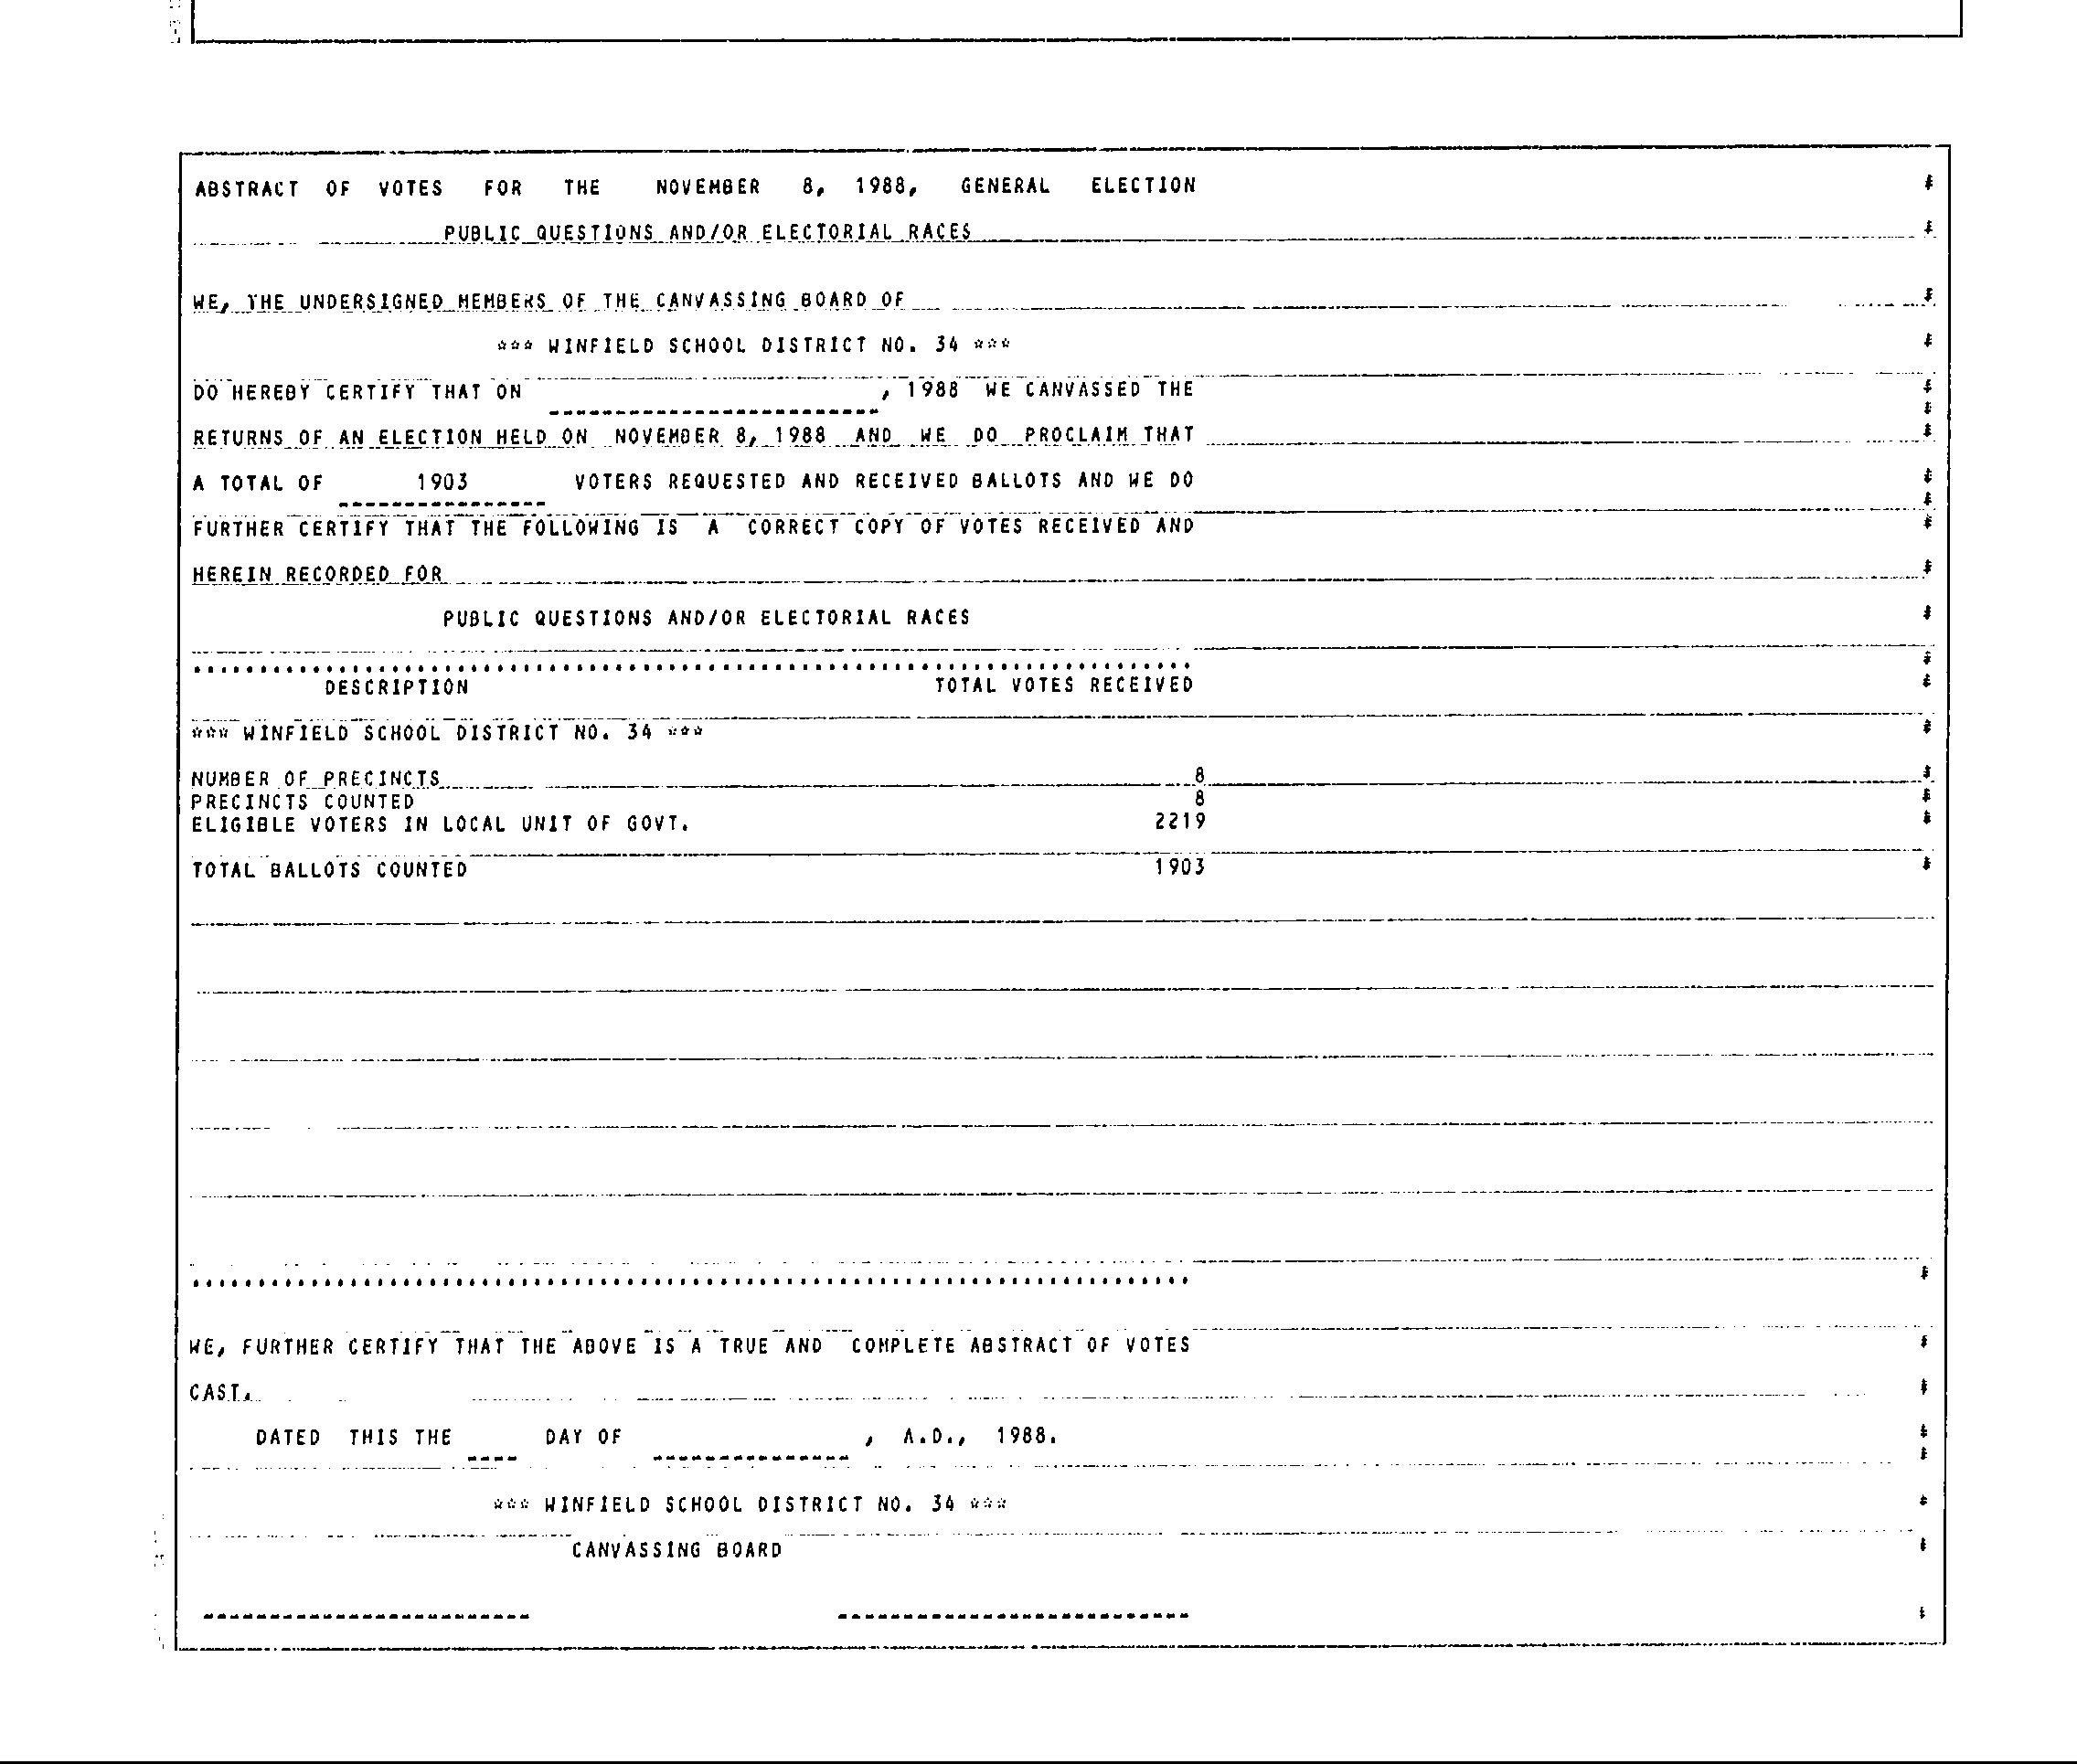 ABSTRACT OF VOTES FOR THE NOVEMBER 8, 1988, GENERAL ELECTION
PUBLIC QUESTIONS AND/OR ELECTORIAL RACES
WE, THE UNDERSIGNED MEMBERS OF THE CANVASSING BOARD OF
*** WINFIELD SCHOOL DISTRICT NO. 34 ***
DO HEREBY CERTIFY THAT ON , 1988 WE CANVASSED THE
RETURNS OF AN ELECTION HELD ON NOVEMBER 8, 1988 AND WE DO PROCLAIM THAT
A TOTAL OF 1903 VOTERS REQUESTED AND RECEIVED BALLOTS AND WE DO
FURTHER CERTIFY THAT THE FOLLOWING IS A CORRECT COPY OF VOTES RECEIVED AND
HEREIN RECORDED FOR
PUBLIC QUESTIONS AND/OR ELECTORIAL RACES
DESCRIPTION TOTAL VOTES RECEIVED
*** WINFIELD SCHOOL DISTRICT NO. 34 ***
NUMBER OF PRECINCTS 8
PRECINCTS COUNTED 8
ELIGIBLE VOTERS IN LOCAL UNIT OF GOVT. 2219
TOTAL BALLOTS COUNTED 1903
WE, FURTHER CERTIFY THAT THE ABOVE IS A TRUE AND COMPLETE ABSTRACT OF VOTES
CAST.
DATED THIS THE DAY OF , A.D., 1988.
*** WINFIELD SCHOOL DISTRICT NO. 34 ***
CANVASSING BOARD